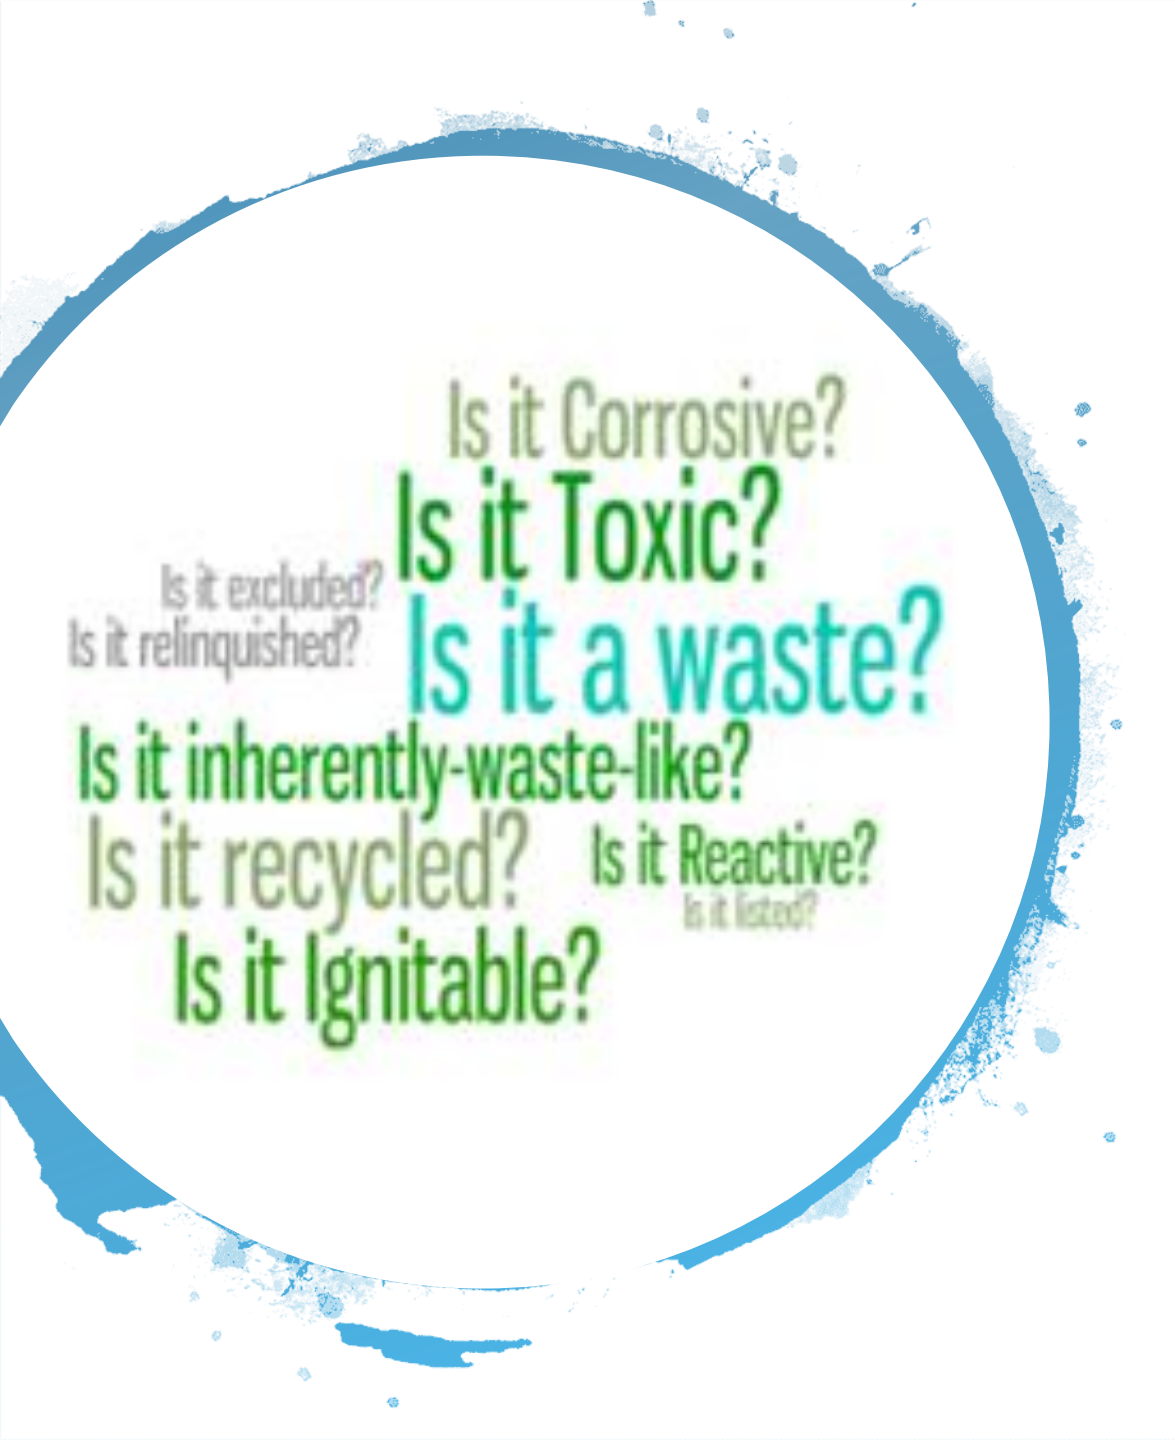 Is it Corrosive?
Is it Toxic?
Is it excluded?
Is it relinquished?
Is it a waste?
Is it inherently-waste-like?
Is it recycled?
Is it Reactive?
Is it listed?
Is it Ignitable?